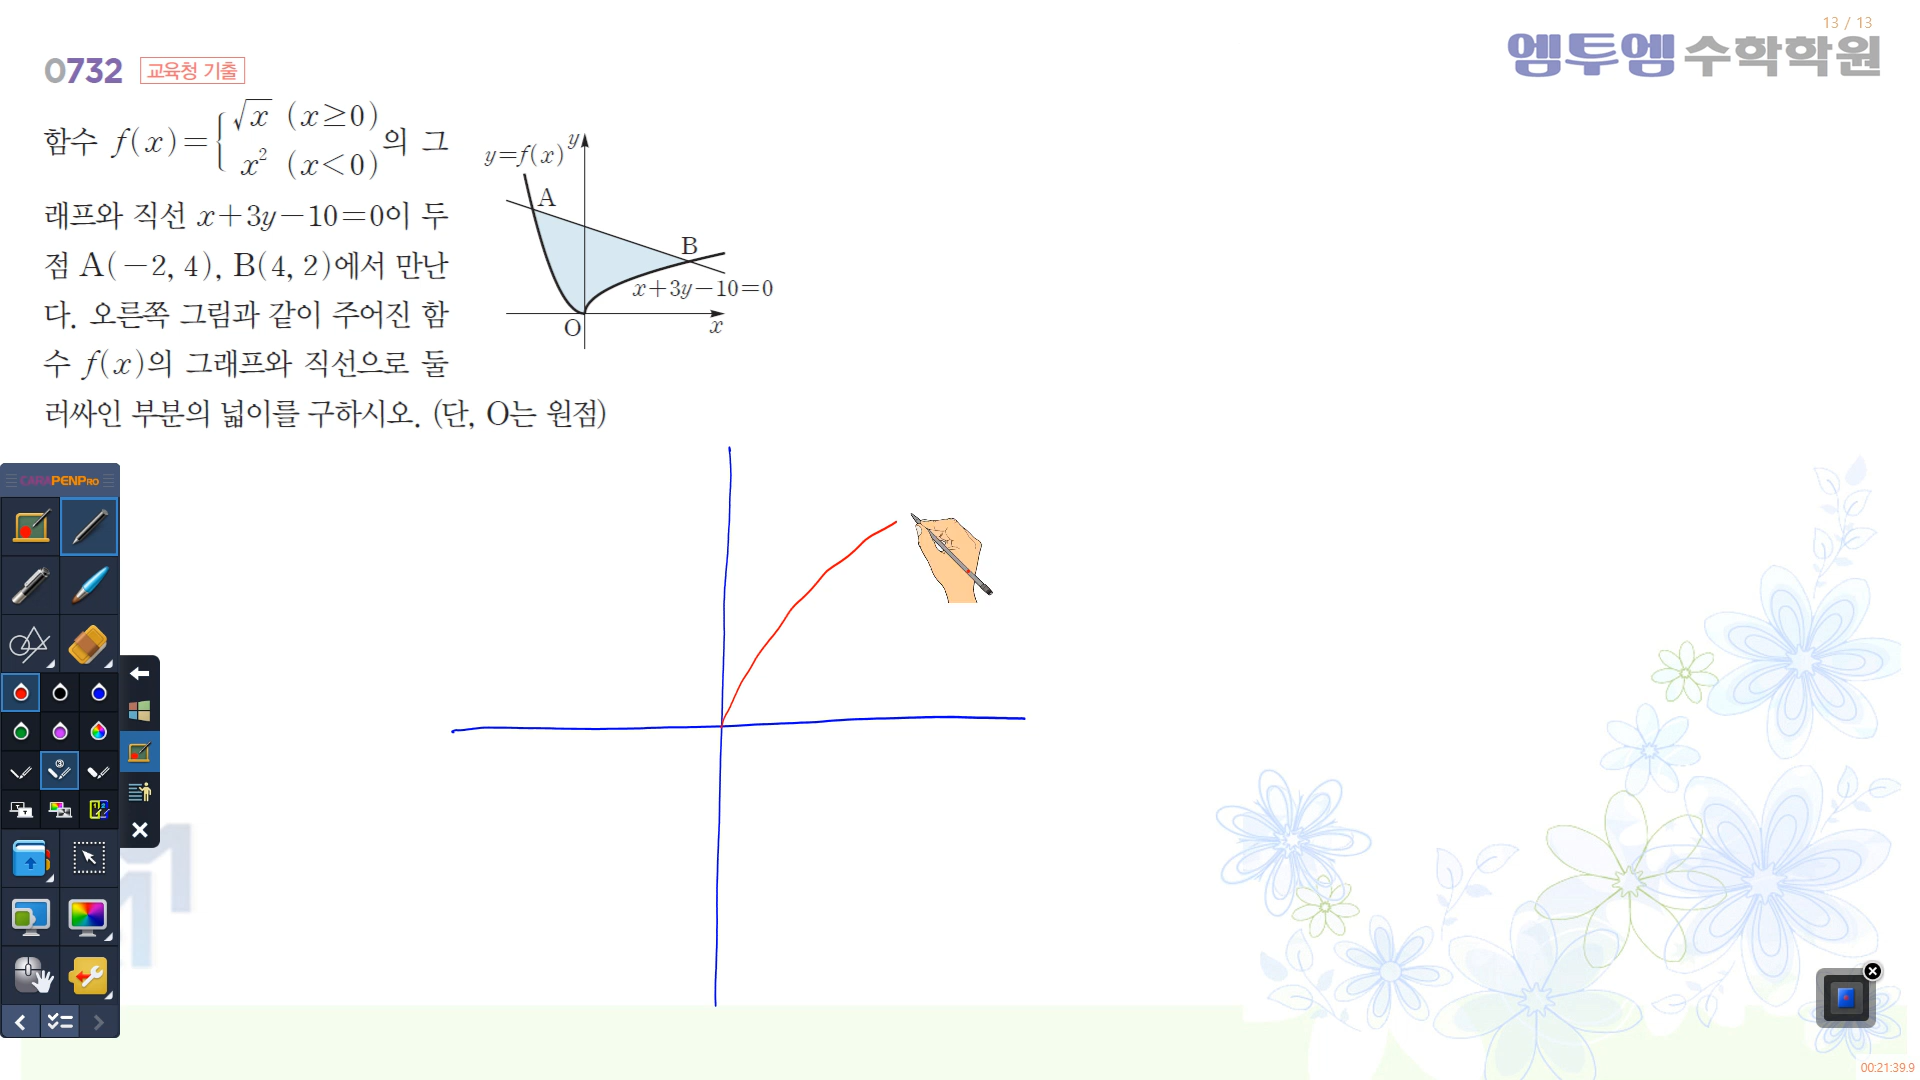 13 / 13
엠투엠 수학학원
0732 교육청 기출
함수 f(x)={√x (x≥0) x² (x<0)의 그
래프와 직선 x+3y-10=0이 두
점 A(-2, 4), B(4, 2)에서 만난
다. 오른쪽 그림과 같이 주어진 함
수 f(x)의 그래프와 직선으로 둘
러싸인 부분의 넓이를 구하시오. (단, O는 원점)
y=f(x) y
A
B
x+3y-10=0
O
x
CARAPENPRO
③
00:21:39.9